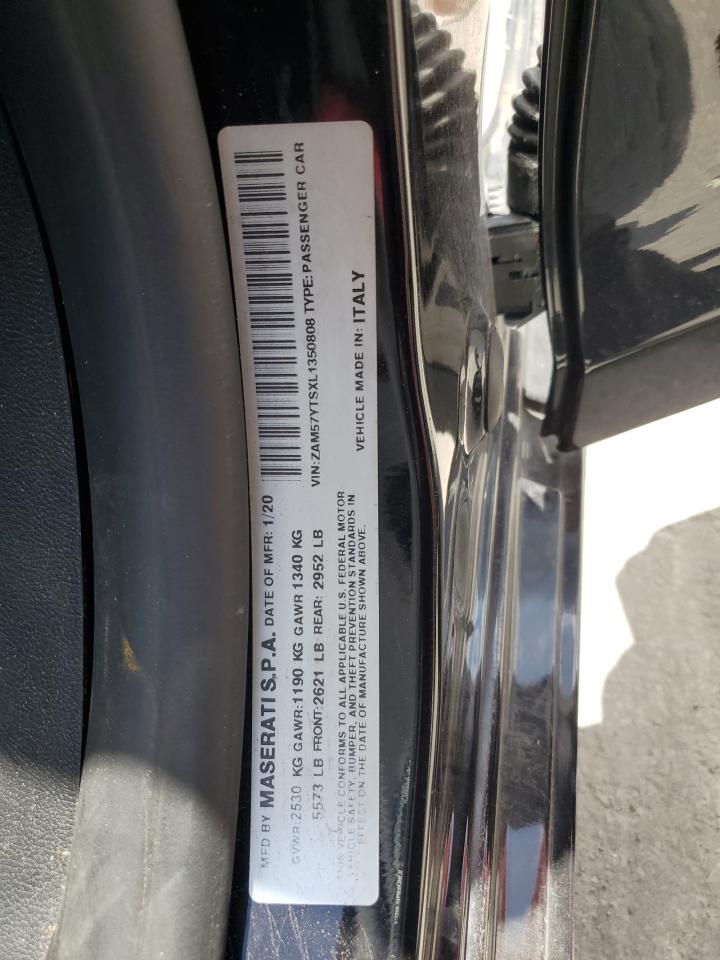 MFD BY MASERATI S.P.A. DATE OF MFR: 1/20
GVWR:2530 KG GAWR:1190 KG GAWR 1340 KG
5573 LB FRONT:2621 LB REAR: 2952 LB
VIN:ZAM57YTSXL1350808 TYPE:PASSENGER CAR
THIS VEHICLE CONFORMS TO ALL APPLICABLE U.S. FEDERAL MOTOR
VEHICLE SAFETY, BUMPER, AND THEFT PREVENTION STANDARDS IN
EFFECT ON THE DATE OF MANUFACTURE SHOWN ABOVE.
VEHICLE MADE IN: ITALY